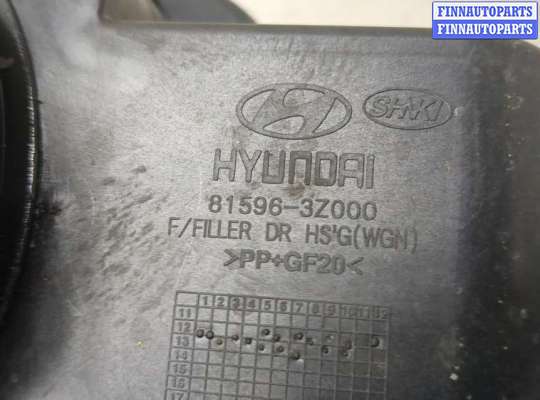 FINNAUTOPARTS
FINNAUTOPARTS
SHIKI
HYUNDAI
81596-3Z000
F/FILLER DR HS'G(WGN)
>PP+GF20<
1 2 3 4 5 6 7 8 9 10 11 12
11
12
13
14
15
16
17